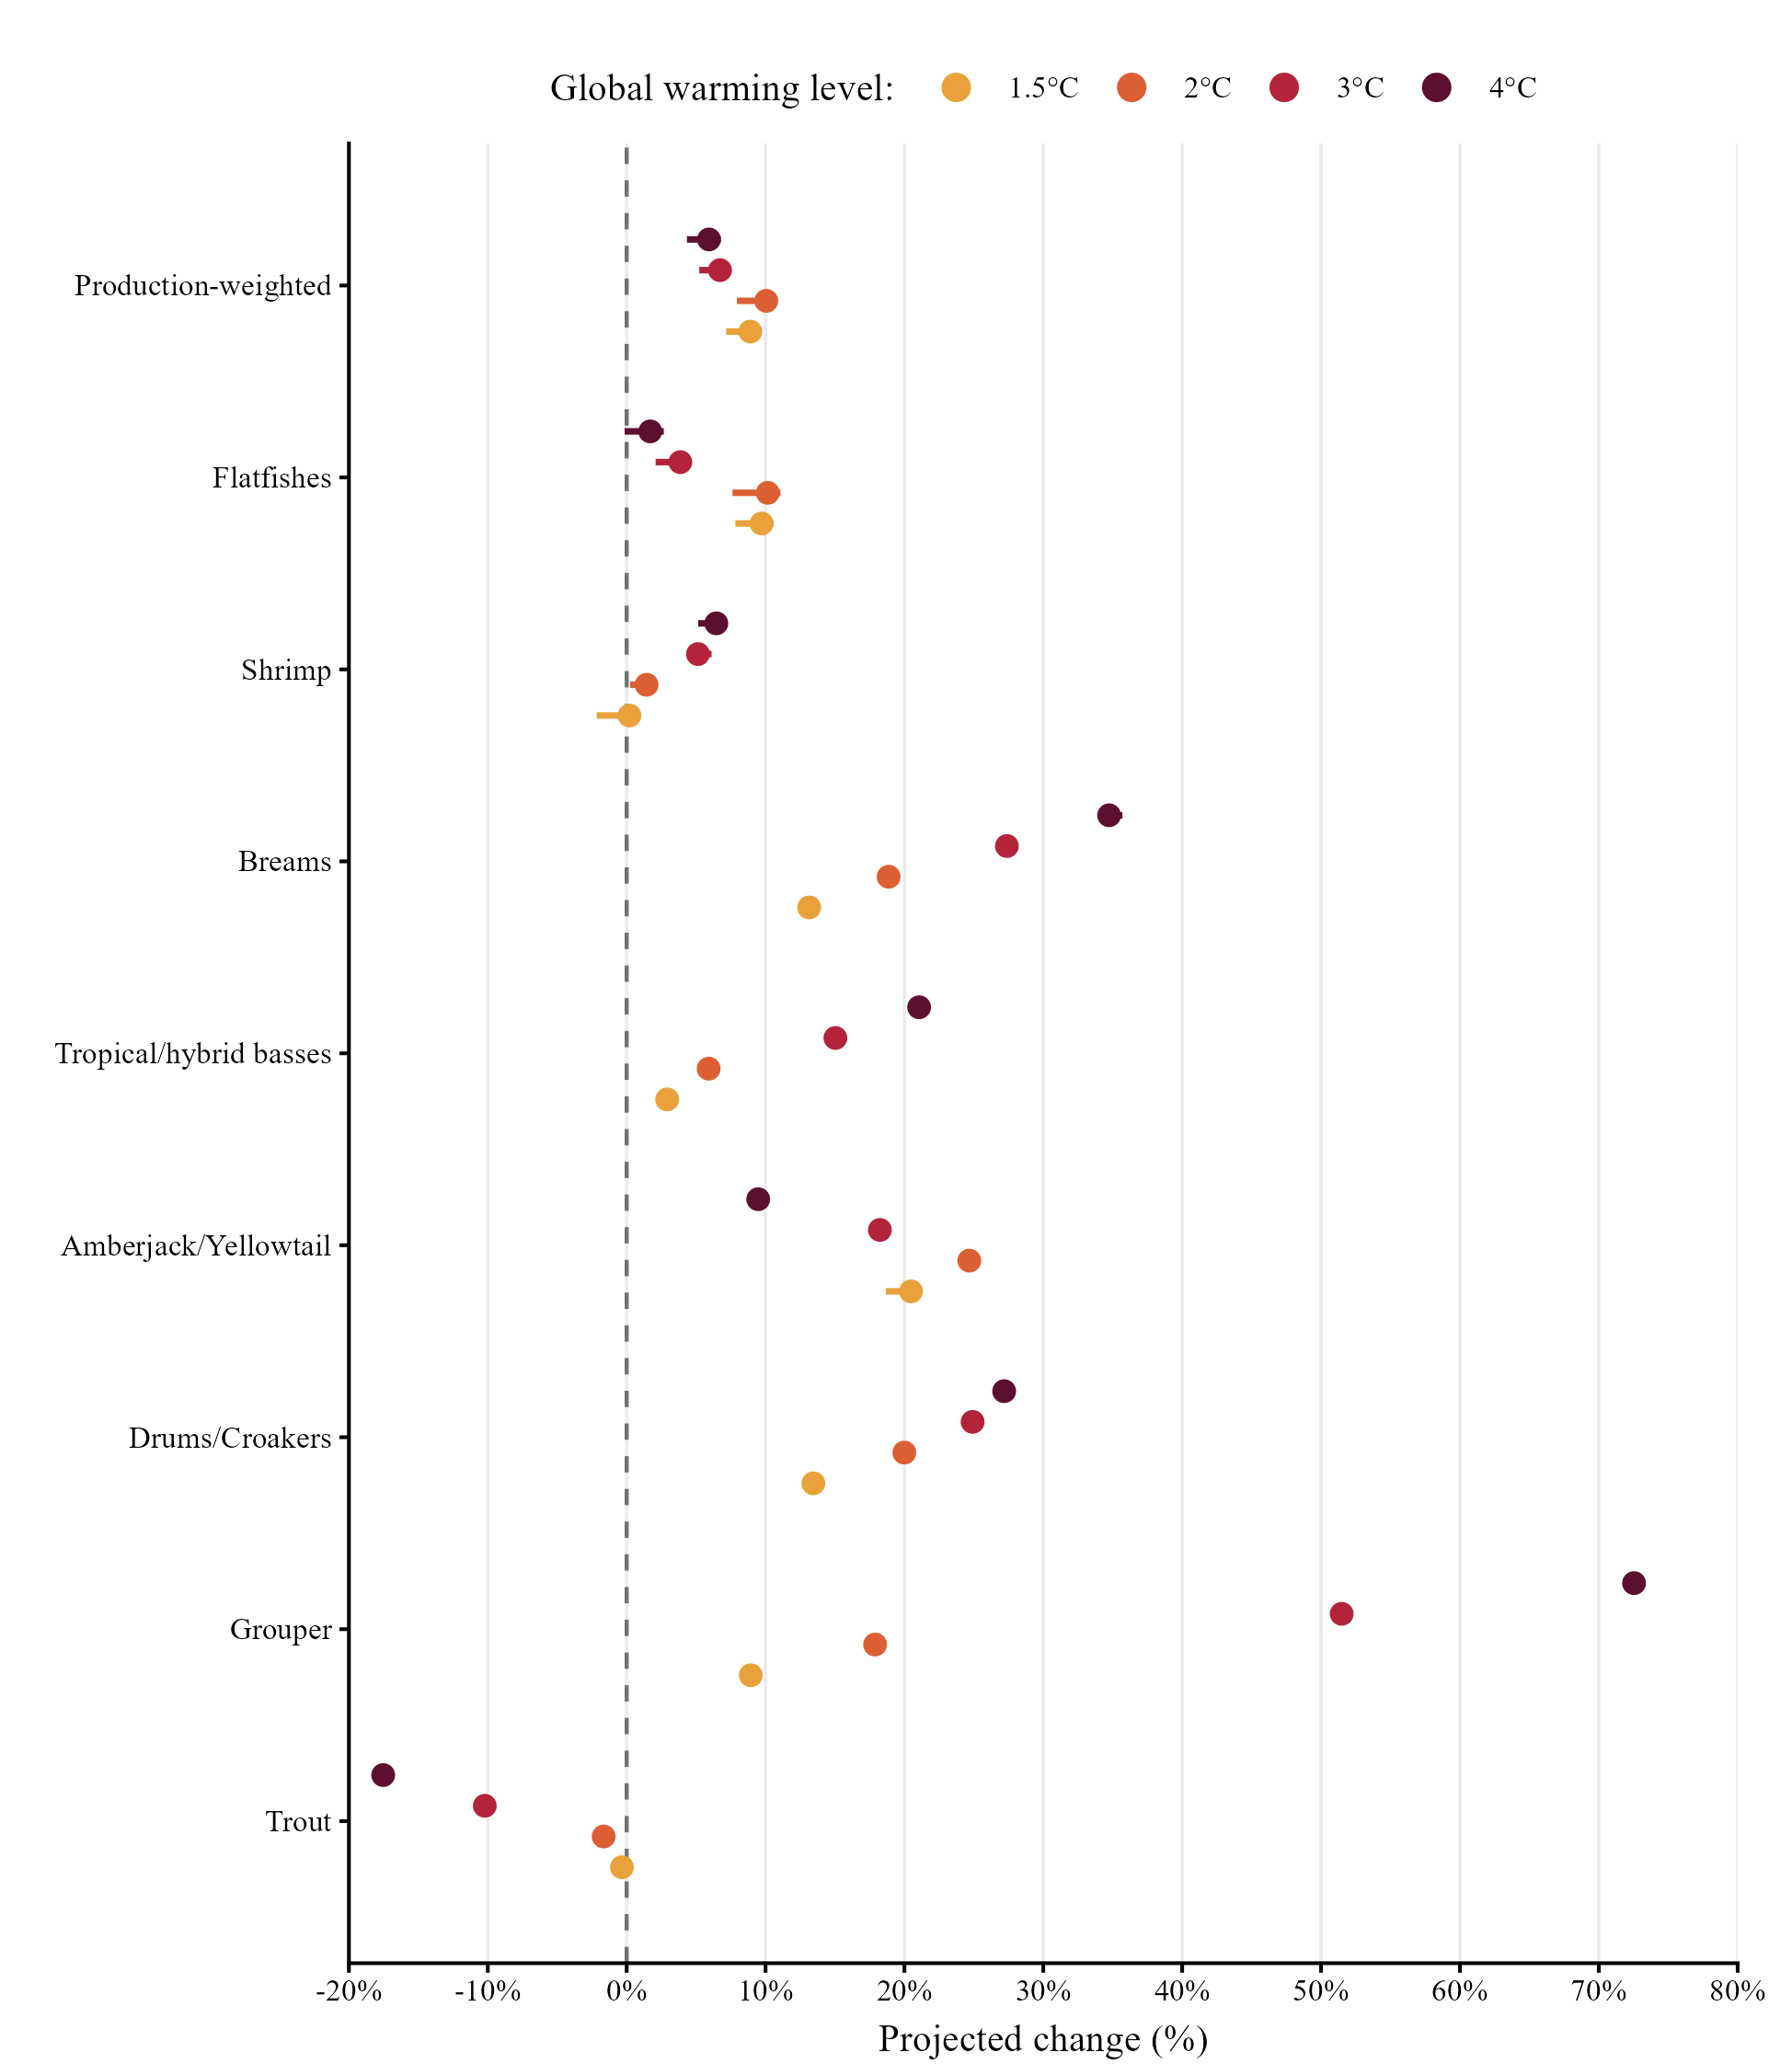 Global warming level: 1.5°C 2°C 3°C 4°C
Production-weighted
Flatfishes
Shrimp
Breams
Tropical/hybrid basses
Amberjack/Yellowtail
Drums/Croakers
Grouper
Trout
-20% -10% 0% 10% 20% 30% 40% 50% 60% 70% 80%
Projected change (%)